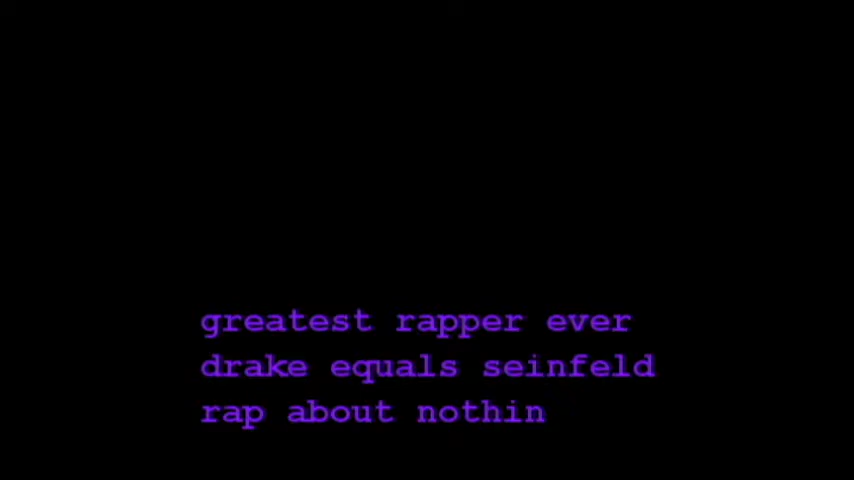 greatest rapper ever
drake equals seinfeld
rap about nothin